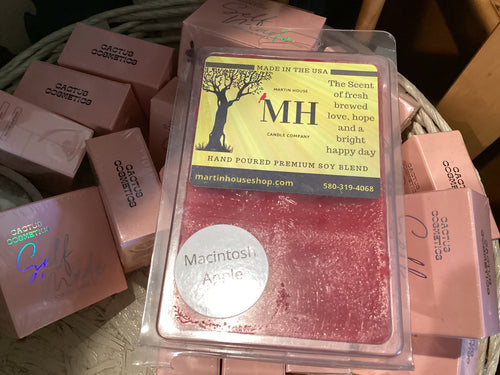 MADE IN THE USA
MARTIN HOUSE
MH
CANDLE COMPANY
The Scent
of fresh
brewed
love, hope
and a
bright
happy day
HAND POURED PREMIUM SOY BLEND
martinhouseshop.com 580-319-4068
Macintosh
Apple
CACTUS
COSMETICS
CACTUS
COSMETICS
CACTUS
COSMETICS
Self
CACTUS
COSMETICS
Self